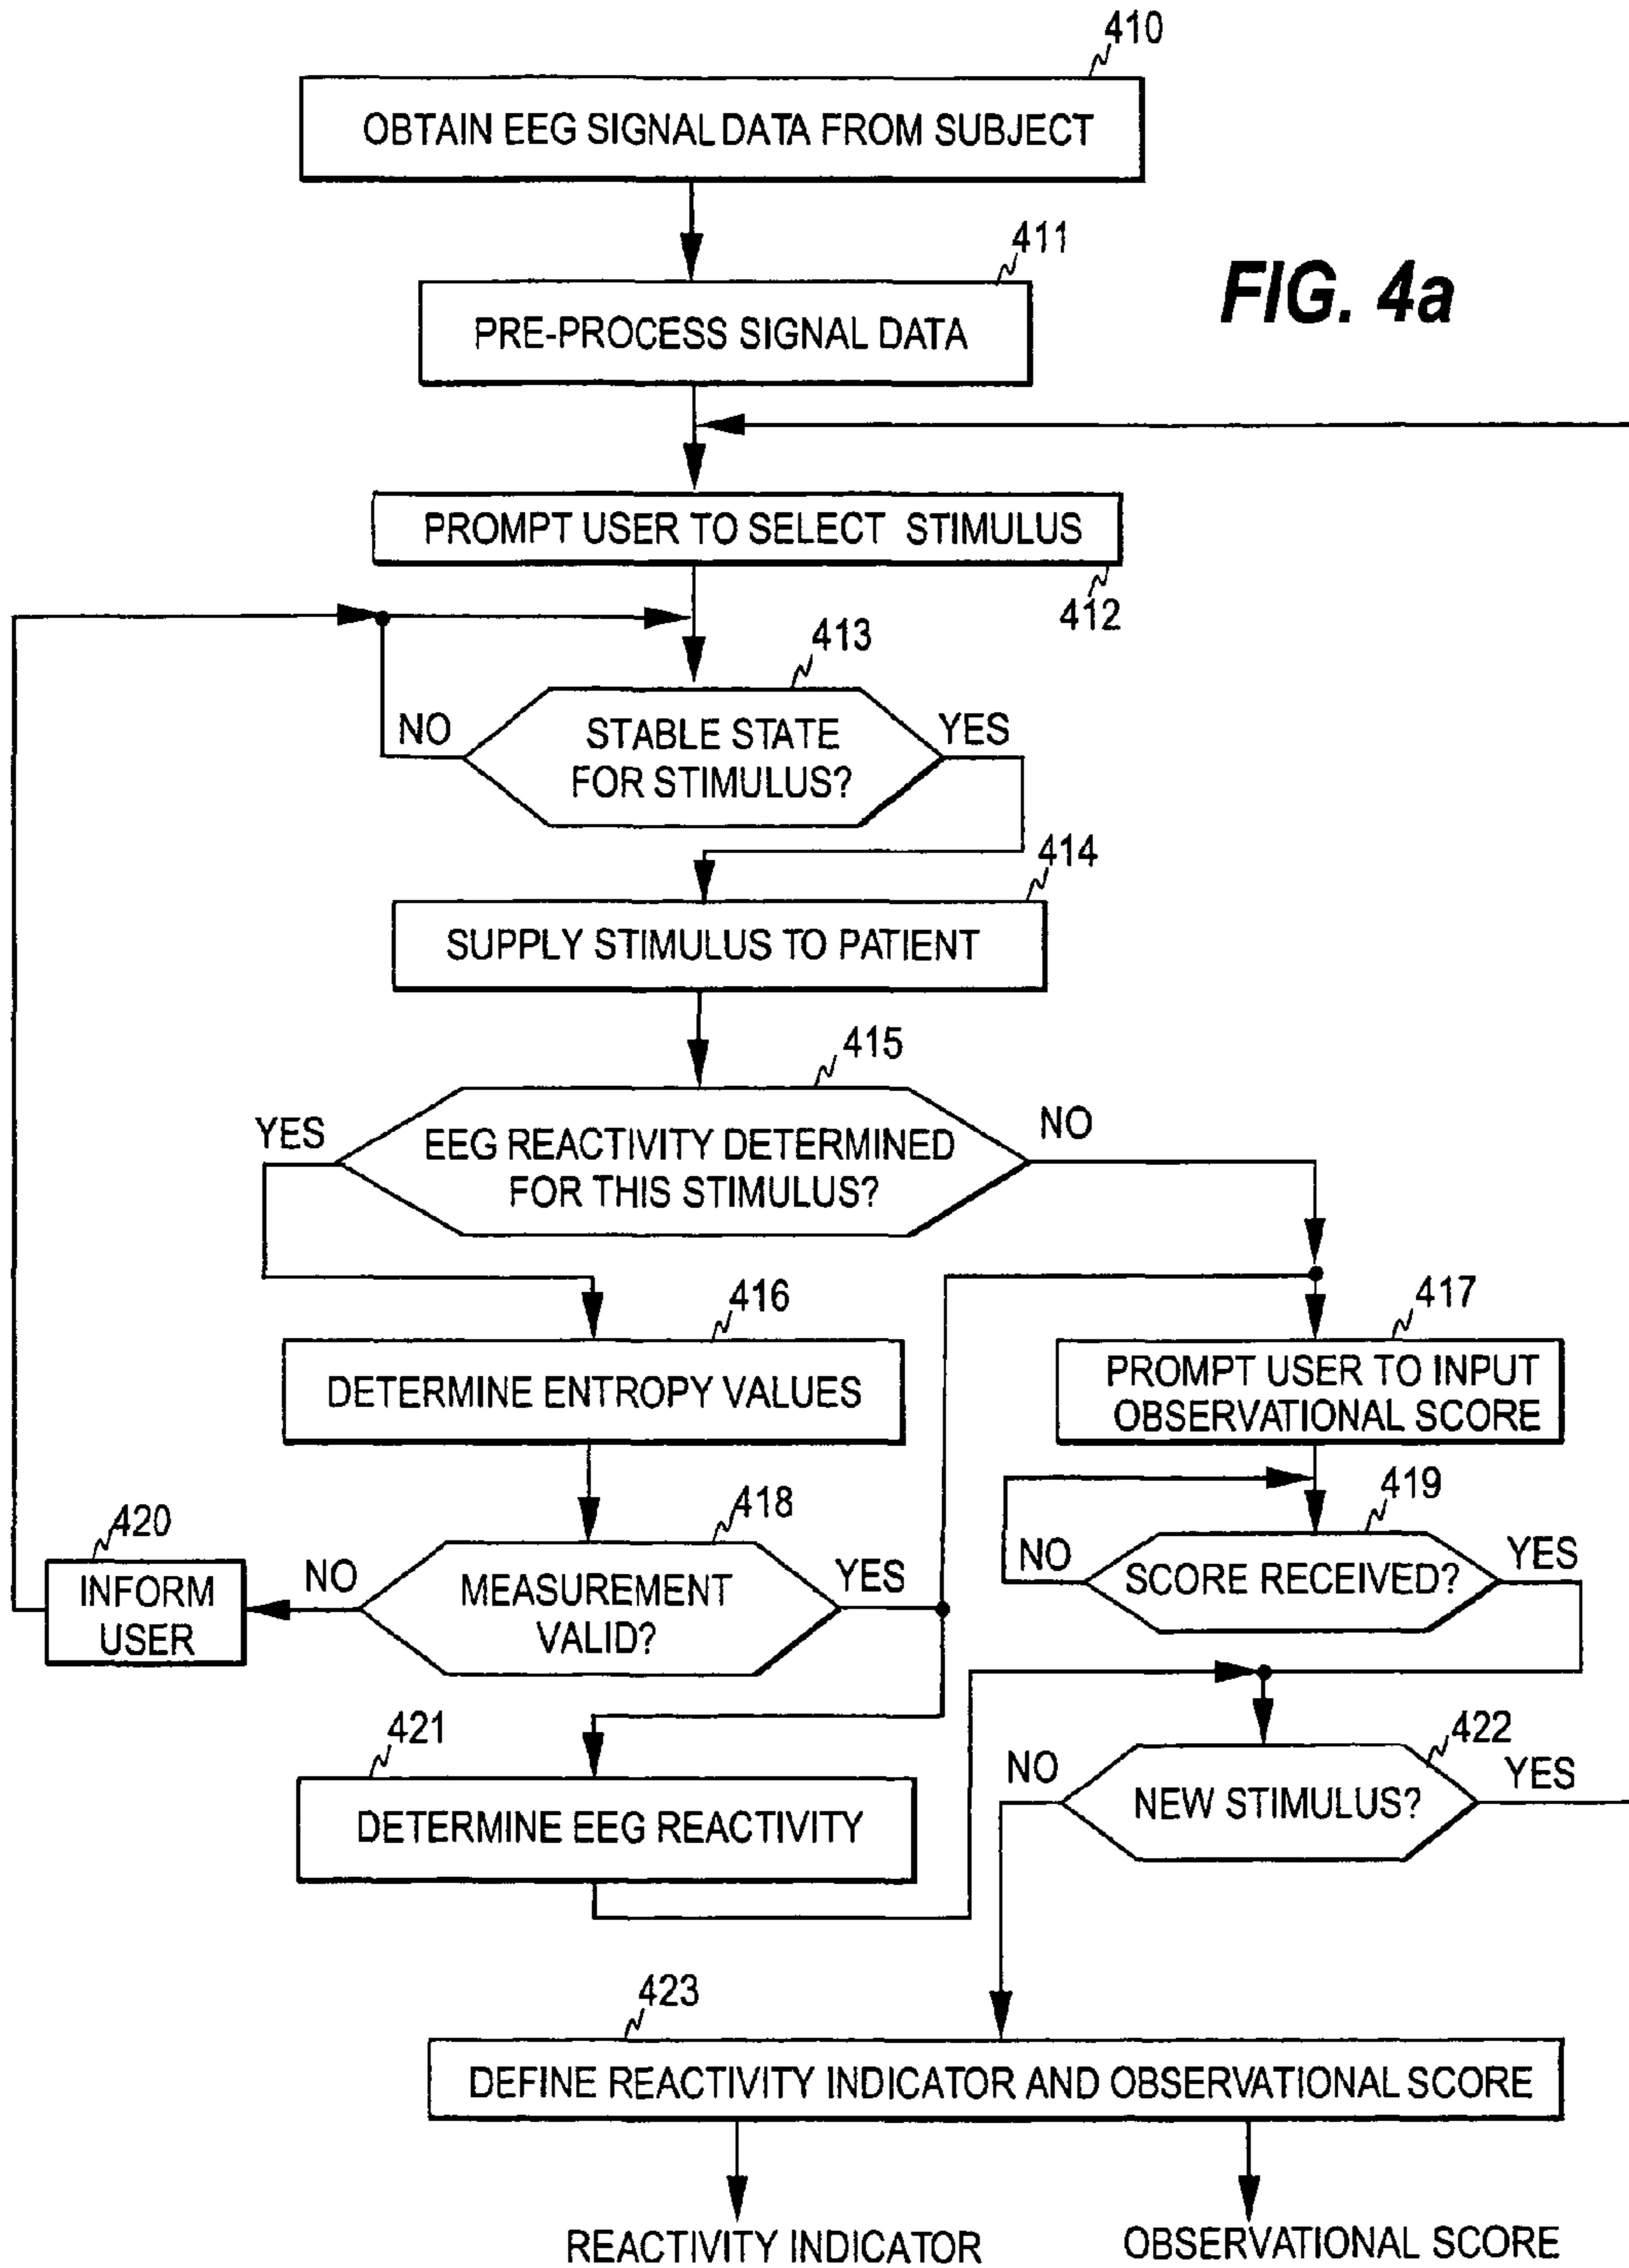 410
OBTAIN EEG SIGNAL DATA FROM SUBJECT
411
FIG. 4a
PRE-PROCESS SIGNAL DATA
PROMPT USER TO SELECT STIMULUS
412
413
NO
STABLE STATE
FOR STIMULUS?
YES
414
SUPPLY STIMULUS TO PATIENT
415
YES
EEG REACTIVITY DETERMINED
FOR THIS STIMULUS?
NO
416
DETERMINE ENTROPY VALUES
417
PROMPT USER TO INPUT
OBSERVATIONAL SCORE
418
419
420
INFORM
USER
NO
MEASUREMENT
VALID?
YES
NO
SCORE RECEIVED?
YES
421
DETERMINE EEG REACTIVITY
422
NO
NEW STIMULUS?
YES
423
DEFINE REACTIVITY INDICATOR AND OBSERVATIONAL SCORE
REACTIVITY INDICATOR
OBSERVATIONAL SCORE